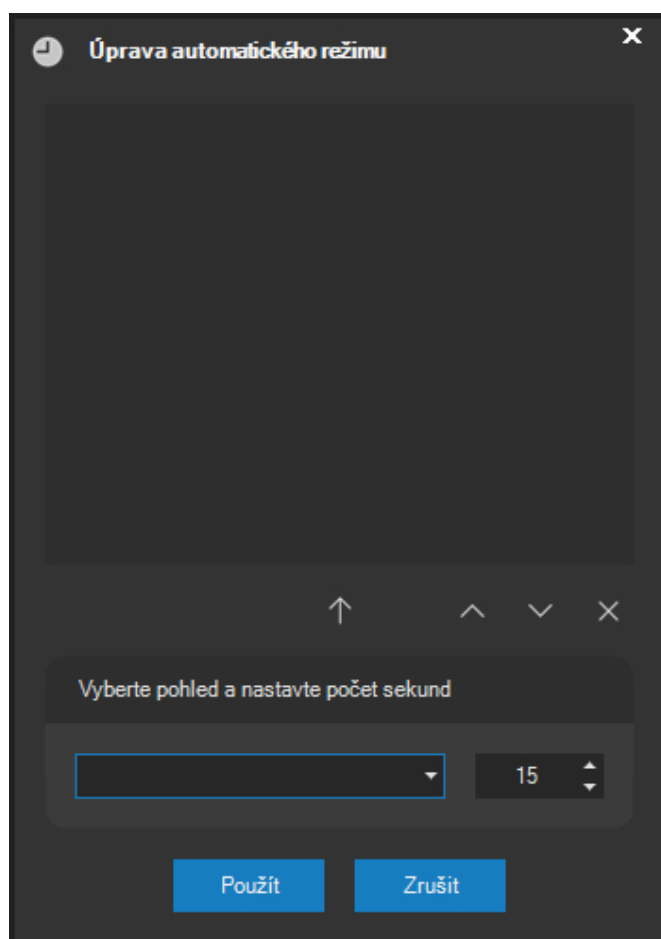 Úprava automatického režimu
Vyberte pohled a nastavte počet sekund
15
Použít
Zrušit